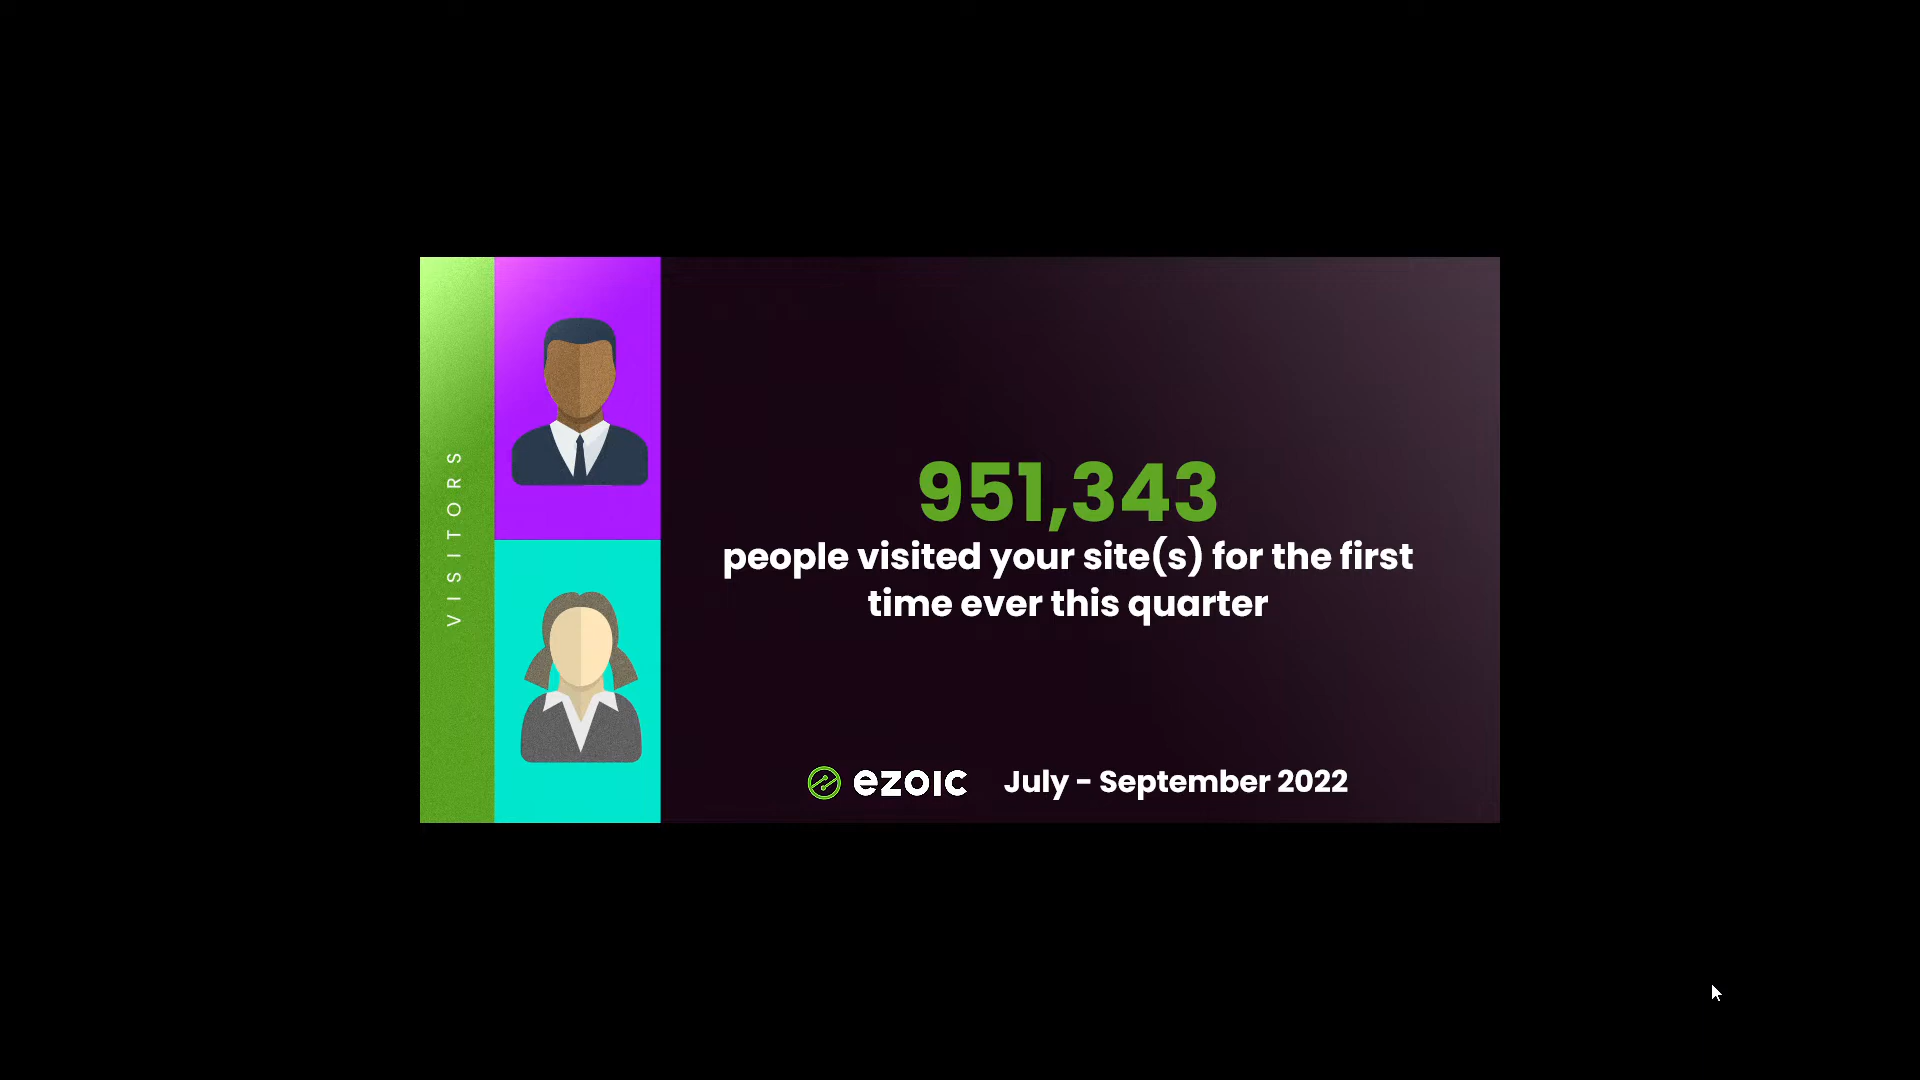 VISITORS
951,343
people visited your site(s) for the first
time ever this quarter
ezoic July - September 2022